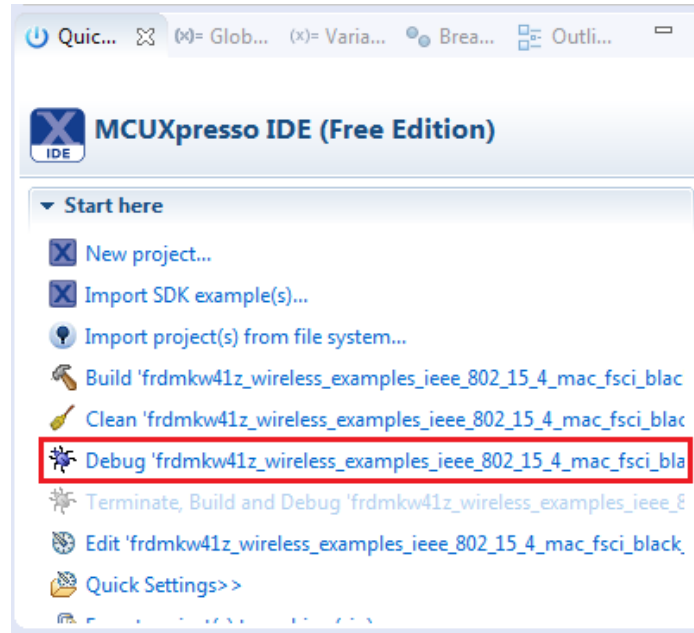 Quic... (x)= Glob... (x)= Varia... Brea... Outli...
IDE
MCUXpresso IDE (Free Edition)
Start here
New project...
Import SDK example(s)...
Import project(s) from file system...
Build 'frdmkw41z_wireless_examples_ieee_802_15_4_mac_fsci_blac
Clean 'frdmkw41z_wireless_examples_ieee_802_15_4_mac_fsci_blac
Debug 'frdmkw41z_wireless_examples_ieee_802_15_4_mac_fsci_bla
Terminate, Build and Debug 'frdmkw41z_wireless_examples_ieee_8
Edit 'frdmkw41z_wireless_examples_ieee_802_15_4_mac_fsci_black_
Quick Settings>>